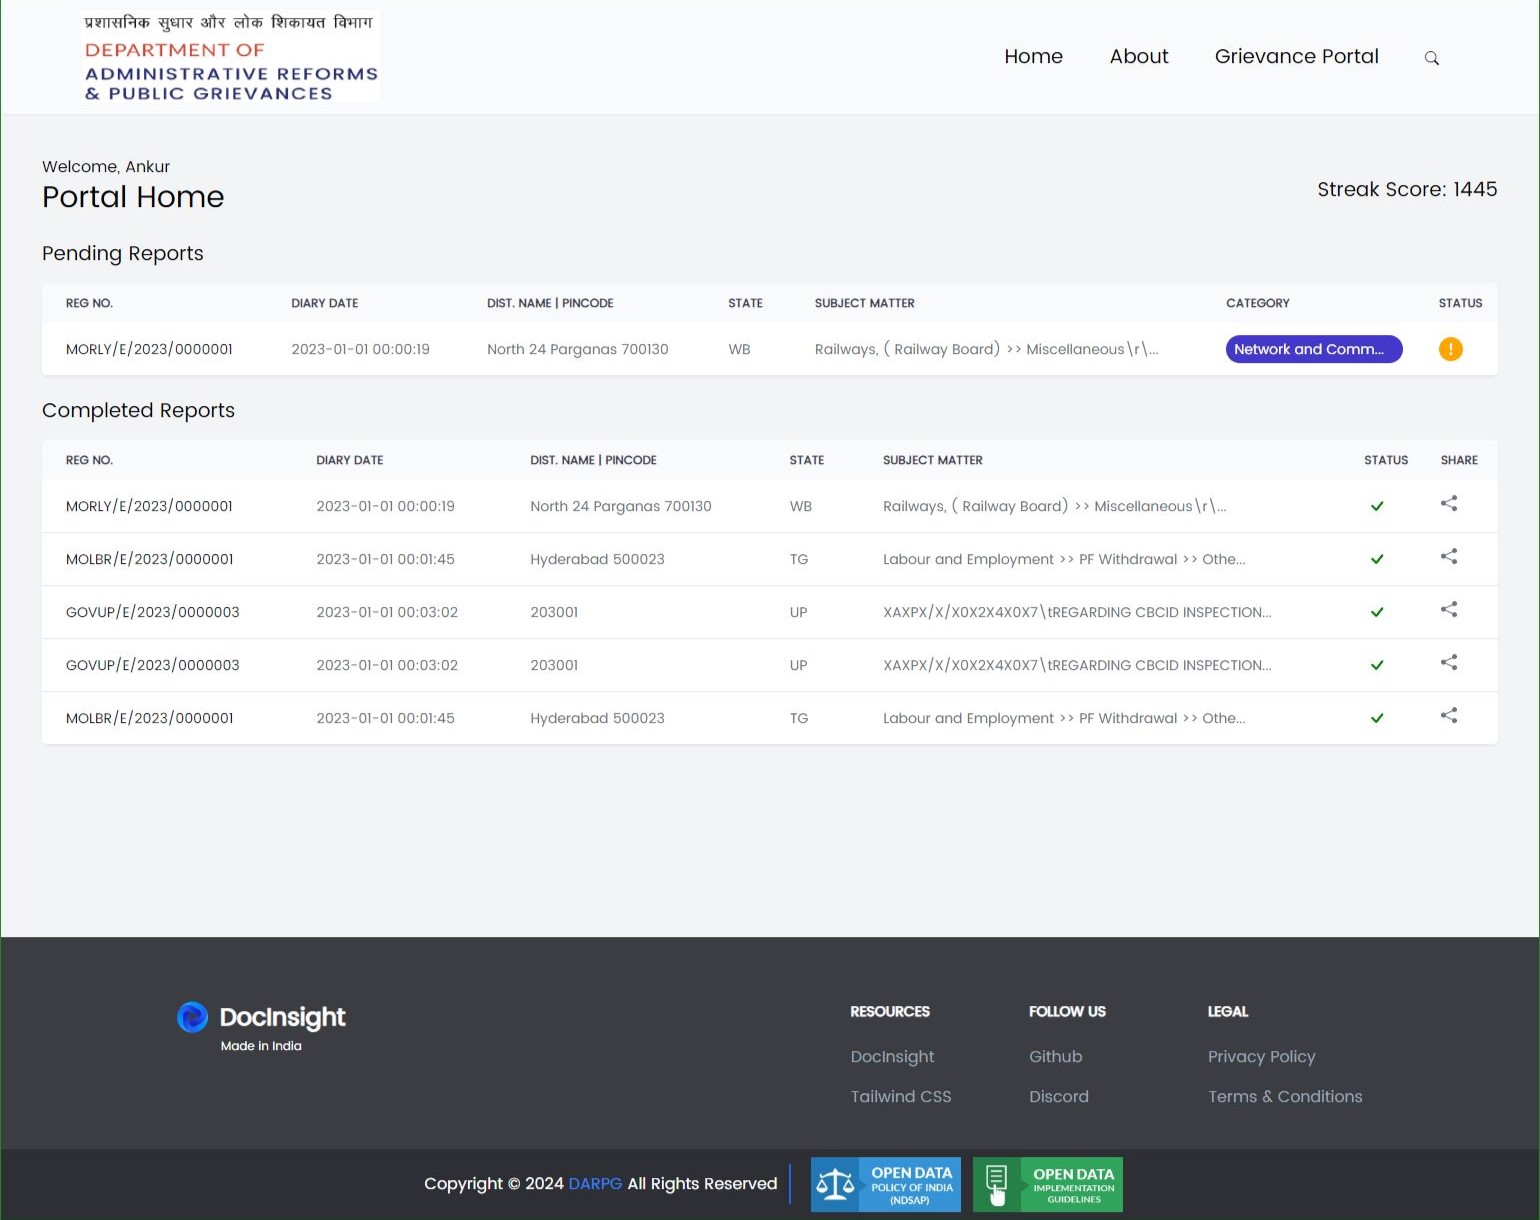 प्रशासनिक सुधार और लोक शिकायत विभाग
DEPARTMENT OF
ADMINISTRATIVE REFORMS
& PUBLIC GRIEVANCES
Home About Grievance Portal
Welcome, Ankur
Portal Home
Streak Score: 1445
Pending Reports
REG NO. DIARY DATE DIST. NAME | PINCODE STATE SUBJECT MATTER CATEGORY STATUS
MORLY/E/2023/0000001 2023-01-01 00:00:19 North 24 Parganas 700130 WB Railways, ( Railway Board) >> Miscellaneous\r\... Network and Comm...
Completed Reports
REG NO. DIARY DATE DIST. NAME | PINCODE STATE SUBJECT MATTER STATUS SHARE
MORLY/E/2023/0000001 2023-01-01 00:00:19 North 24 Parganas 700130 WB Railways, ( Railway Board) >> Miscellaneous\r\...
MOLBR/E/2023/0000001 2023-01-01 00:01:45 Hyderabad 500023 TG Labour and Employment >> PF Withdrawal >> Othe...
GOVUP/E/2023/0000003 2023-01-01 00:03:02 203001 UP XAXPX/X/X0X2X4X0X7\tREGARDING CBCID INSPECTION...
GOVUP/E/2023/0000003 2023-01-01 00:03:02 203001 UP XAXPX/X/X0X2X4X0X7\tREGARDING CBCID INSPECTION...
MOLBR/E/2023/0000001 2023-01-01 00:01:45 Hyderabad 500023 TG Labour and Employment >> PF Withdrawal >> Othe...
DocInsight
Made in India
RESOURCES FOLLOW US LEGAL
DocInsight Github Privacy Policy
Tailwind CSS Discord Terms & Conditions
Copyright © 2024 DARPG All Rights Reserved
OPEN DATA
POLICY OF INDIA
(NDSAP)
OPEN DATA
IMPLEMENTATION
GUIDELINES